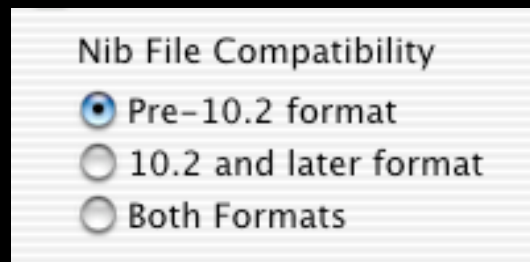 Nib File Compatibility
Pre-10.2 format
10.2 and later format
Both Formats